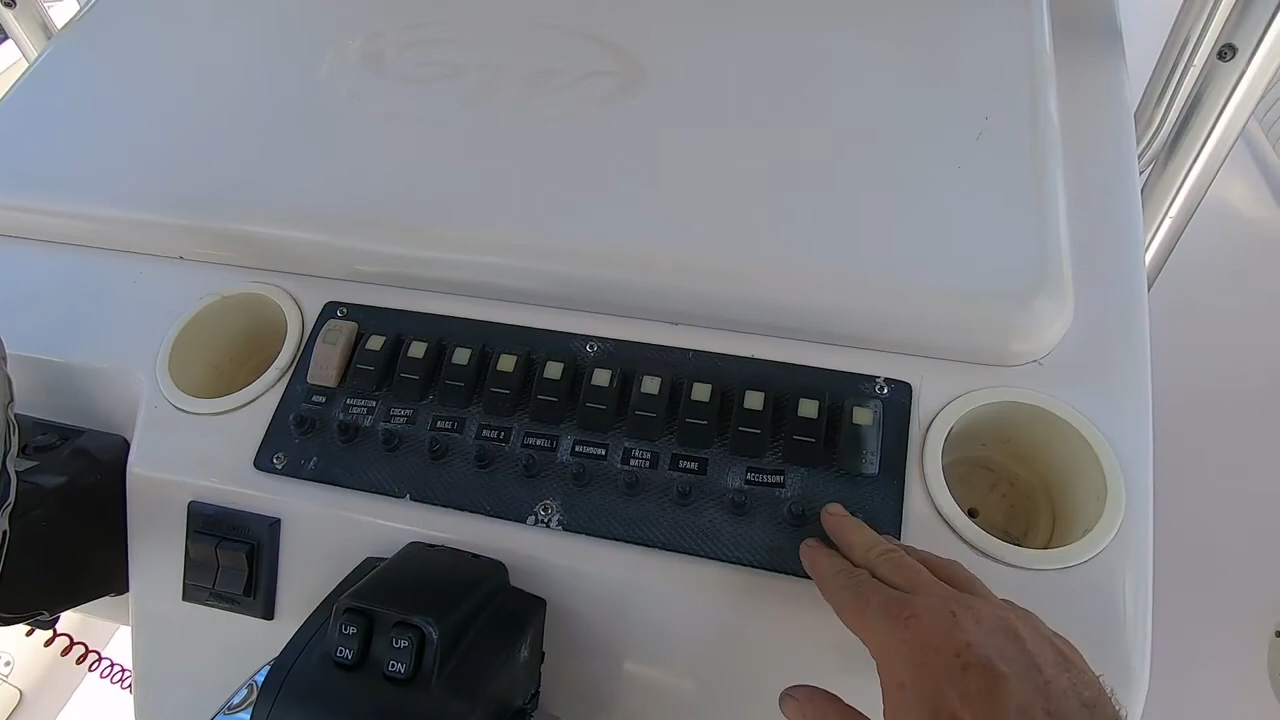 HORN
NAVIGATION
LIGHTS
COCKPIT
LIGHT
BILGE 1
BILGE 2
LIVEWELL 1
WASHDOWN
FRESH
WATER
SPARE
ACCESSORY
UP
DN
UP
DN